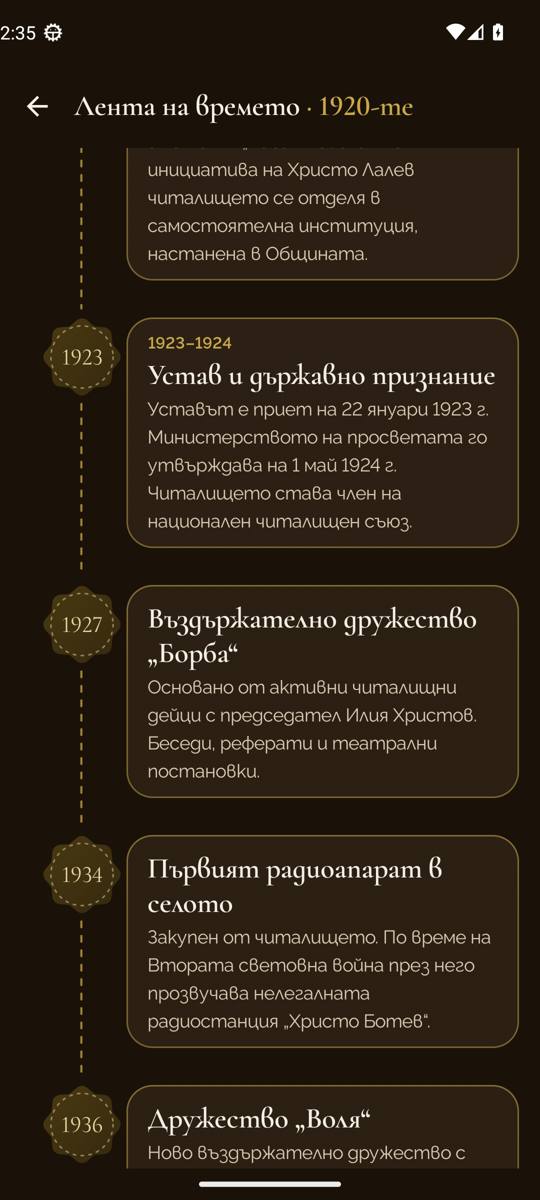 2:35
Лента на времето · 1920-те
инициатива на Христо Лалев
читалището се отделя в
самостоятелна институция,
настанена в Общината.
1923
1923–1924
Устав и държавно признание
Уставът е приет на 22 януари 1923 г.
Министерството на просветата го
утвърждава на 1 май 1924 г.
Читалището става член на
национален читалищен съюз.
1927
Въздържателно дружество
„Борба“
Основано от активни читалищни
дейци с председател Илия Христов.
Беседи, реферати и театрални
постановки.
1934
Първият радиоапарат в
селото
Закупен от читалището. По време на
Втората световна война през него
прозвучава нелегалната
радиостанция „Христо Ботев“.
1936
Дружество „Воля“
Ново въздържателно дружество с